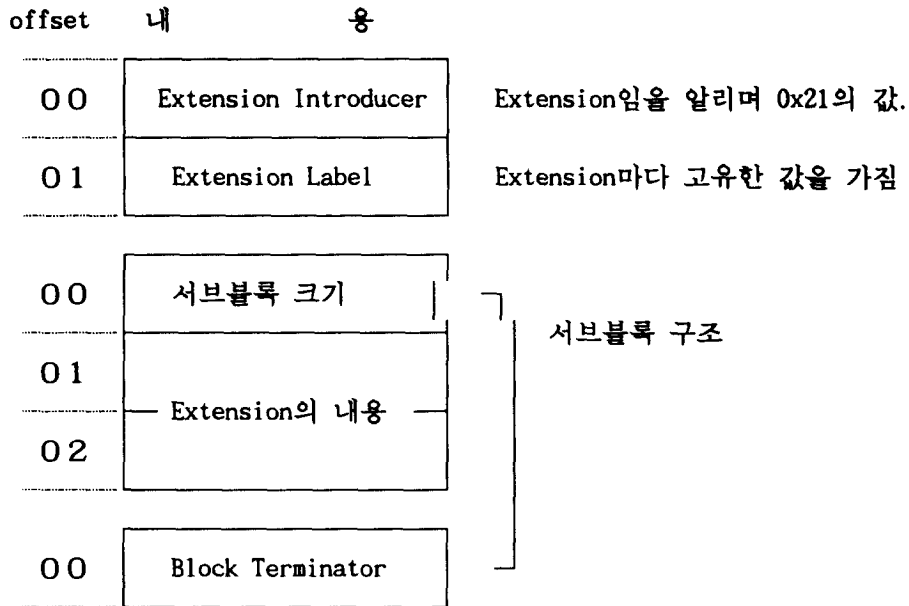 offset 내 용
00 Extension Introducer Extension임을 알리며 0x21의 값.
01 Extension Label Extension마다 고유한 값을 가짐
00 서브블록 크기
서브블록 구조
01
Extension의 내용
02
00 Block Terminator